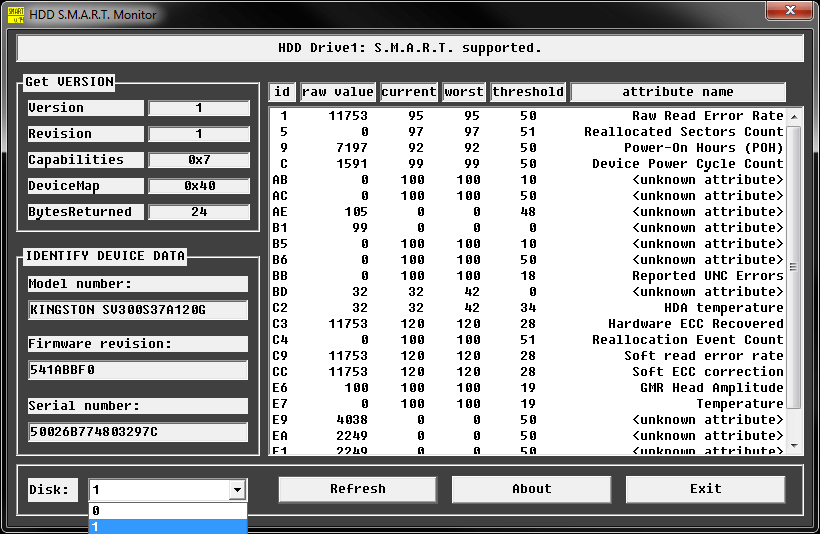 SMART v.74 HDD S.M.A.R.T. Monitor
HDD Drive1: S.M.A.R.T. supported.
Get VERSION
Version 1
Revision 1
Capabilities 0x7
DeviceMap 0x40
BytesReturned 24
IDENTIFY DEVICE DATA
Model number:
KINGSTON SV300S37A120G
Firmware revision:
541ABBF0
Serial number:
50026B774803297C
id raw value current worst threshold attribute name
1 11753 95 95 50 Raw Read Error Rate
5 0 97 97 51 Reallocated Sectors Count
9 7197 92 92 50 Power-On Hours (POH)
C 1591 99 99 50 Device Power Cycle Count
AB 0 100 100 10 <unknown attribute>
AC 0 100 100 50 <unknown attribute>
AE 105 0 0 48 <unknown attribute>
B1 99 0 0 0 <unknown attribute>
B5 0 100 100 10 <unknown attribute>
B6 0 100 100 50 <unknown attribute>
BB 0 100 100 18 Reported UNC Errors
BD 32 32 42 0 <unknown attribute>
C2 32 32 42 34 HDA temperature
C3 11753 120 120 28 Hardware ECC Recovered
C4 0 100 100 51 Reallocation Event Count
C9 11753 120 120 28 Soft read error rate
CC 11753 120 120 28 Soft ECC correction
E6 100 100 100 19 GMR Head Amplitude
E7 0 100 100 19 Temperature
E9 4038 0 0 50 <unknown attribute>
EA 2249 0 0 50 <unknown attribute>
F1 2249 0 0 50 <unknown attribute>
Disk: 1
0
1
Refresh
About
Exit